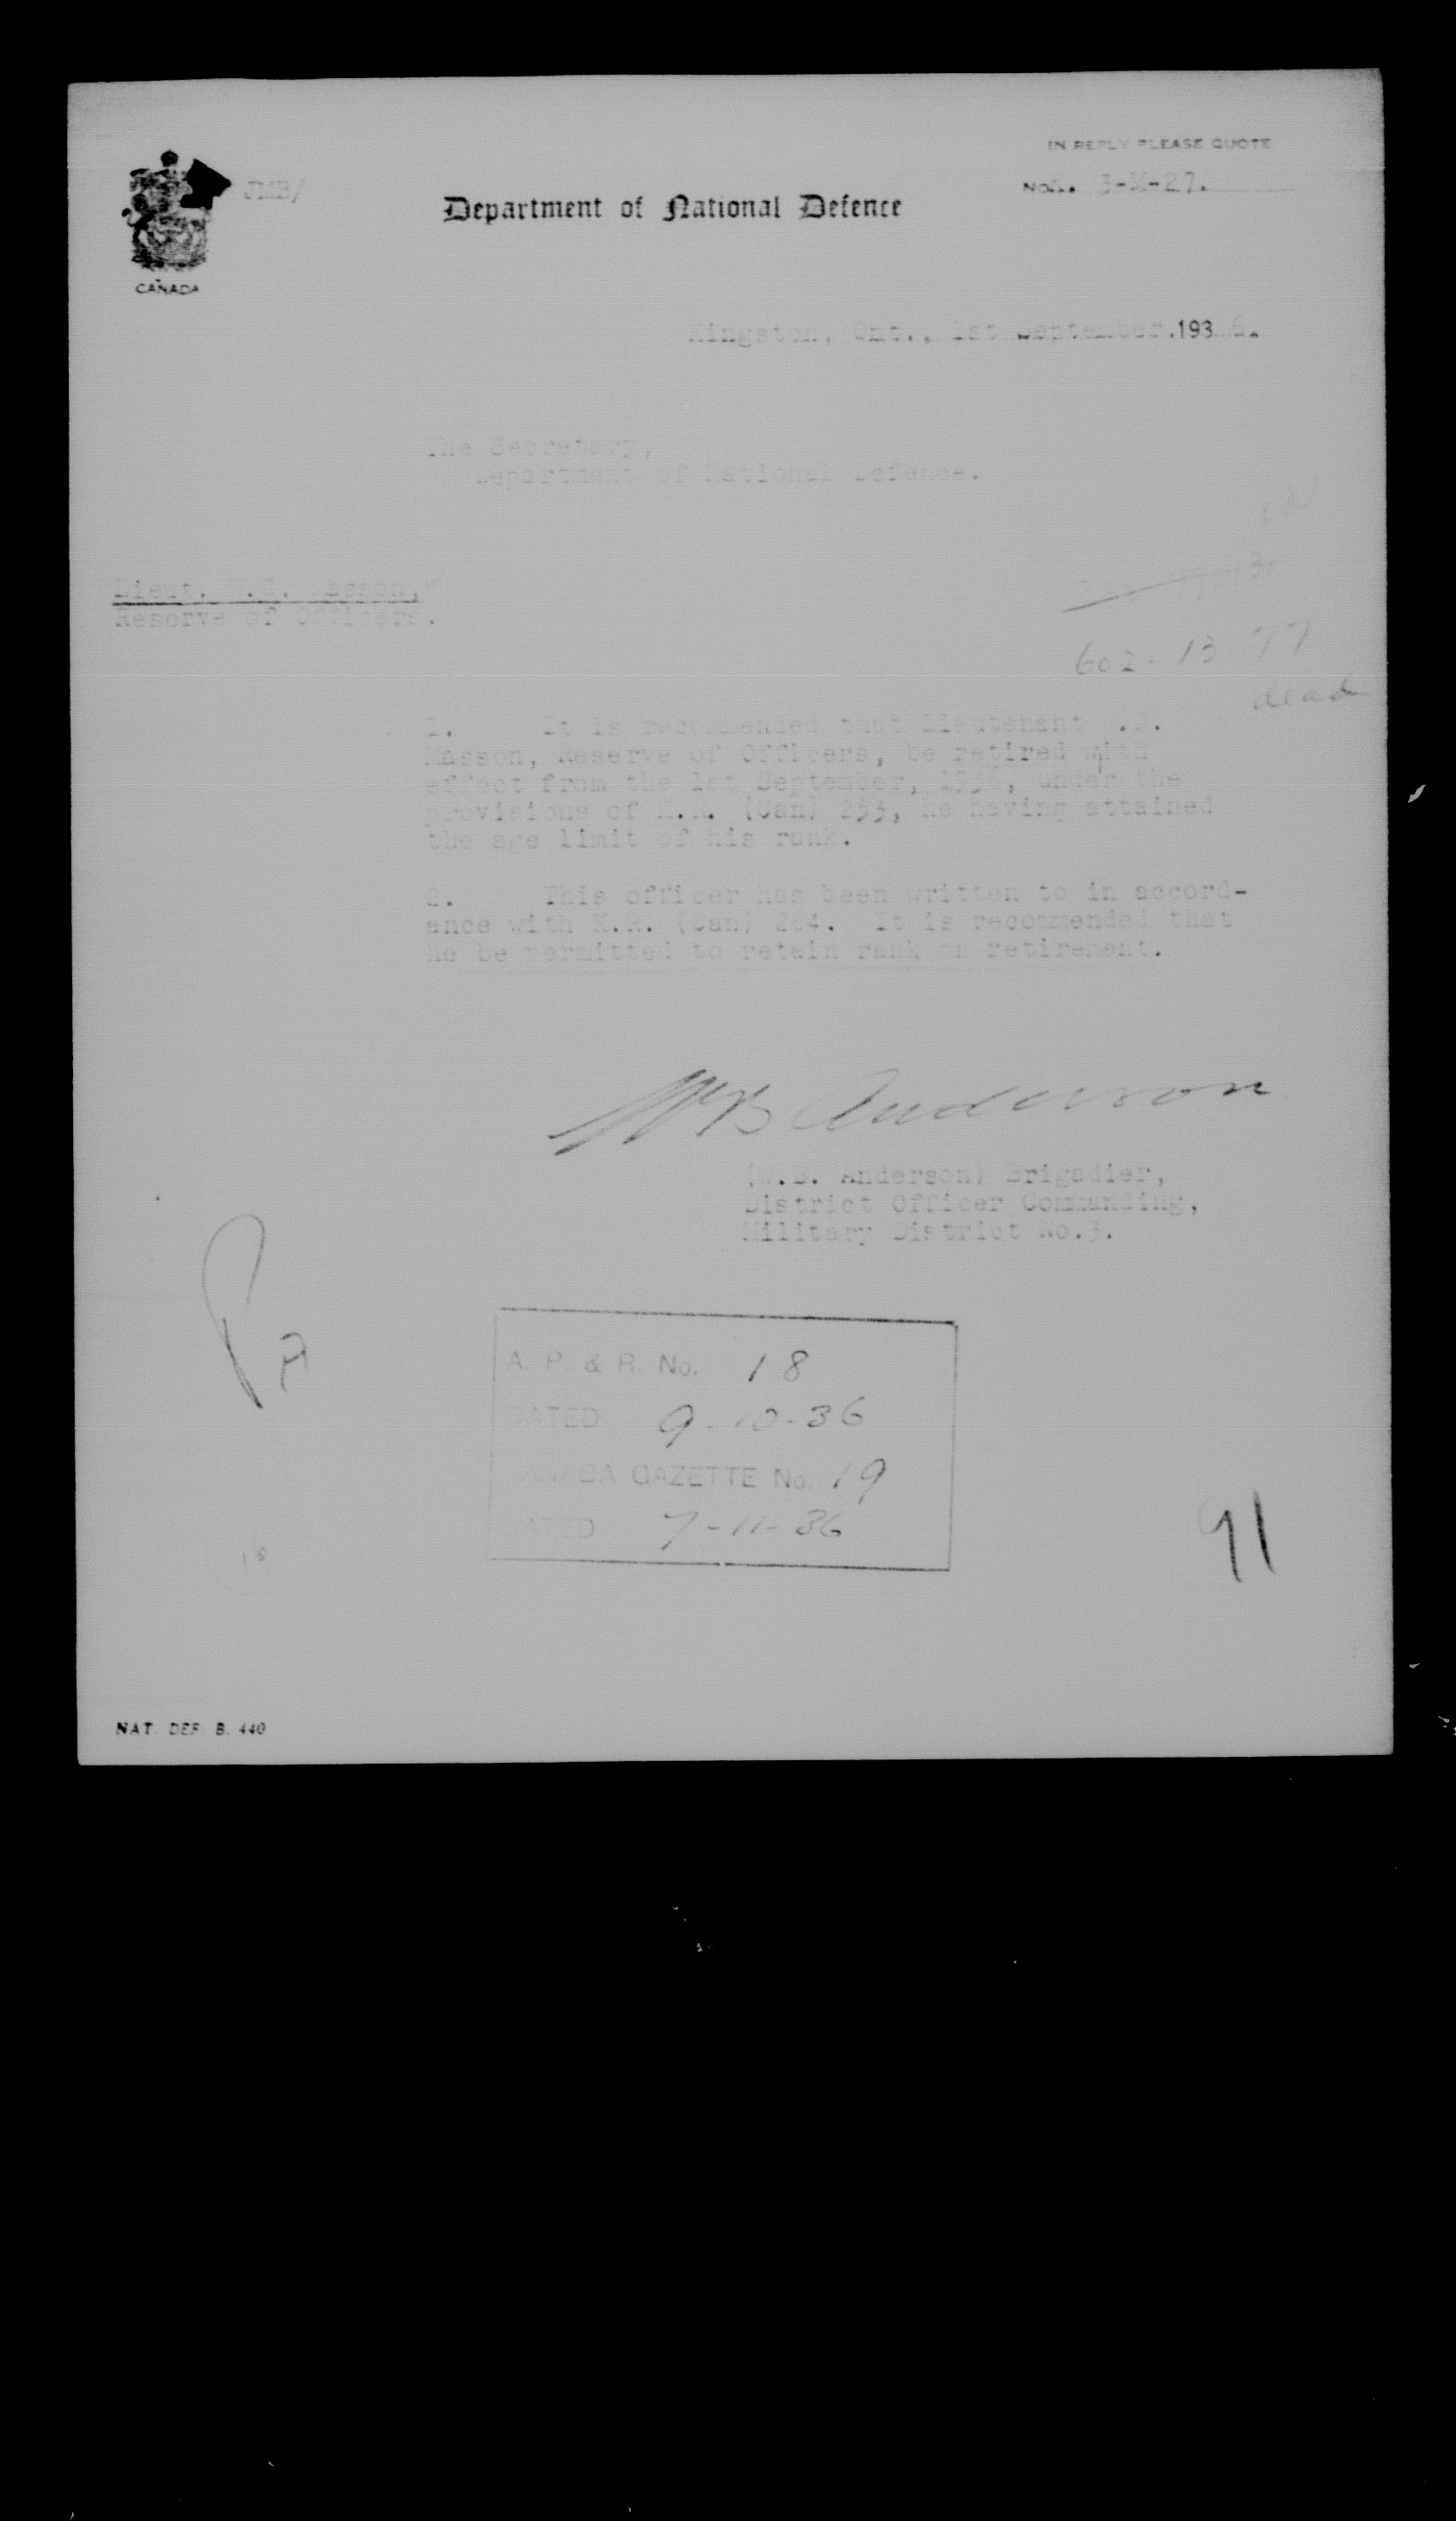 IN REPLY PLEASE QUOTE
JMB/
No. 3-M-27.
Department of National Defence
CANADA
Kingston, Ont., 1st September, 1936.
The Secretary,
Department of National Defence.
Lieut. Masson,
Reserve of Officers.
602-13 77
dead
1. It is recommended that Lieutenant
Masson, Reserve of Officers, be retired with
effect from the 1st September, 1936, under the
provisions of K.R. (Can) 253, he having attained
the age limit of his rank.
2. This officer has been written to in accord-
ance with K.R. (Can) 264. It is recommended that
he be permitted to retain rank on retirement.
W B Anderson
(W.B. Anderson) Brigadier,
District Officer Commanding,
Military District No.3.
PA
A. P. & R. No. 18
DATED 9-10-36
CANADA GAZETTE No. 19
DATED 7-11-36
91
NAT. DEF. B. 440